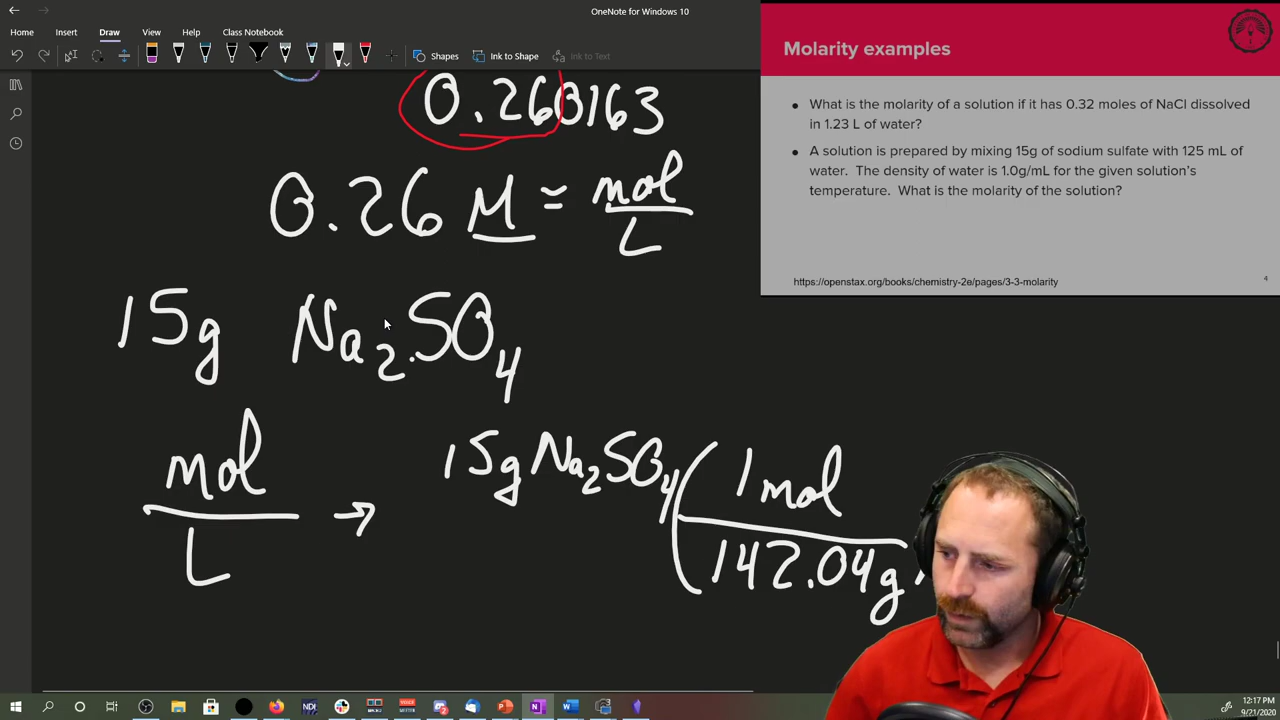 OneNote for Windows 10
Home Insert Draw View Help Class Notebook
Shapes Ink to Shape Ink to Text
Molarity examples
• What is the molarity of a solution if it has 0.32 moles of NaCl dissolved
in 1.23 L of water?
• A solution is prepared by mixing 15g of sodium sulfate with 125 mL of
water. The density of water is 1.0g/mL for the given solution's
temperature. What is the molarity of the solution?
https://openstax.org/books/chemistry-2e/pages/3-3-molarity 4
0.260163
0.26 M = mol
L
15g Na2SO4
mol
L
→ 15g Na2SO4 (1 mol
142.04g
12:17 PM
9/21/2020